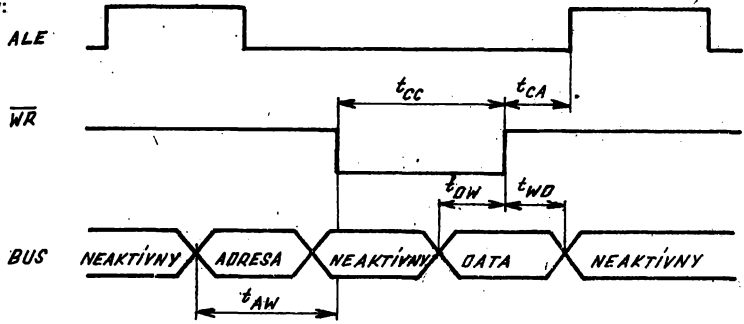 :
ALE
t_CC
t_CA
WR
t_DW t_WD
BUS NEAKTÍVNY ADRESA NEAKTÍVNY DATA NEAKTÍVNY
t_AW